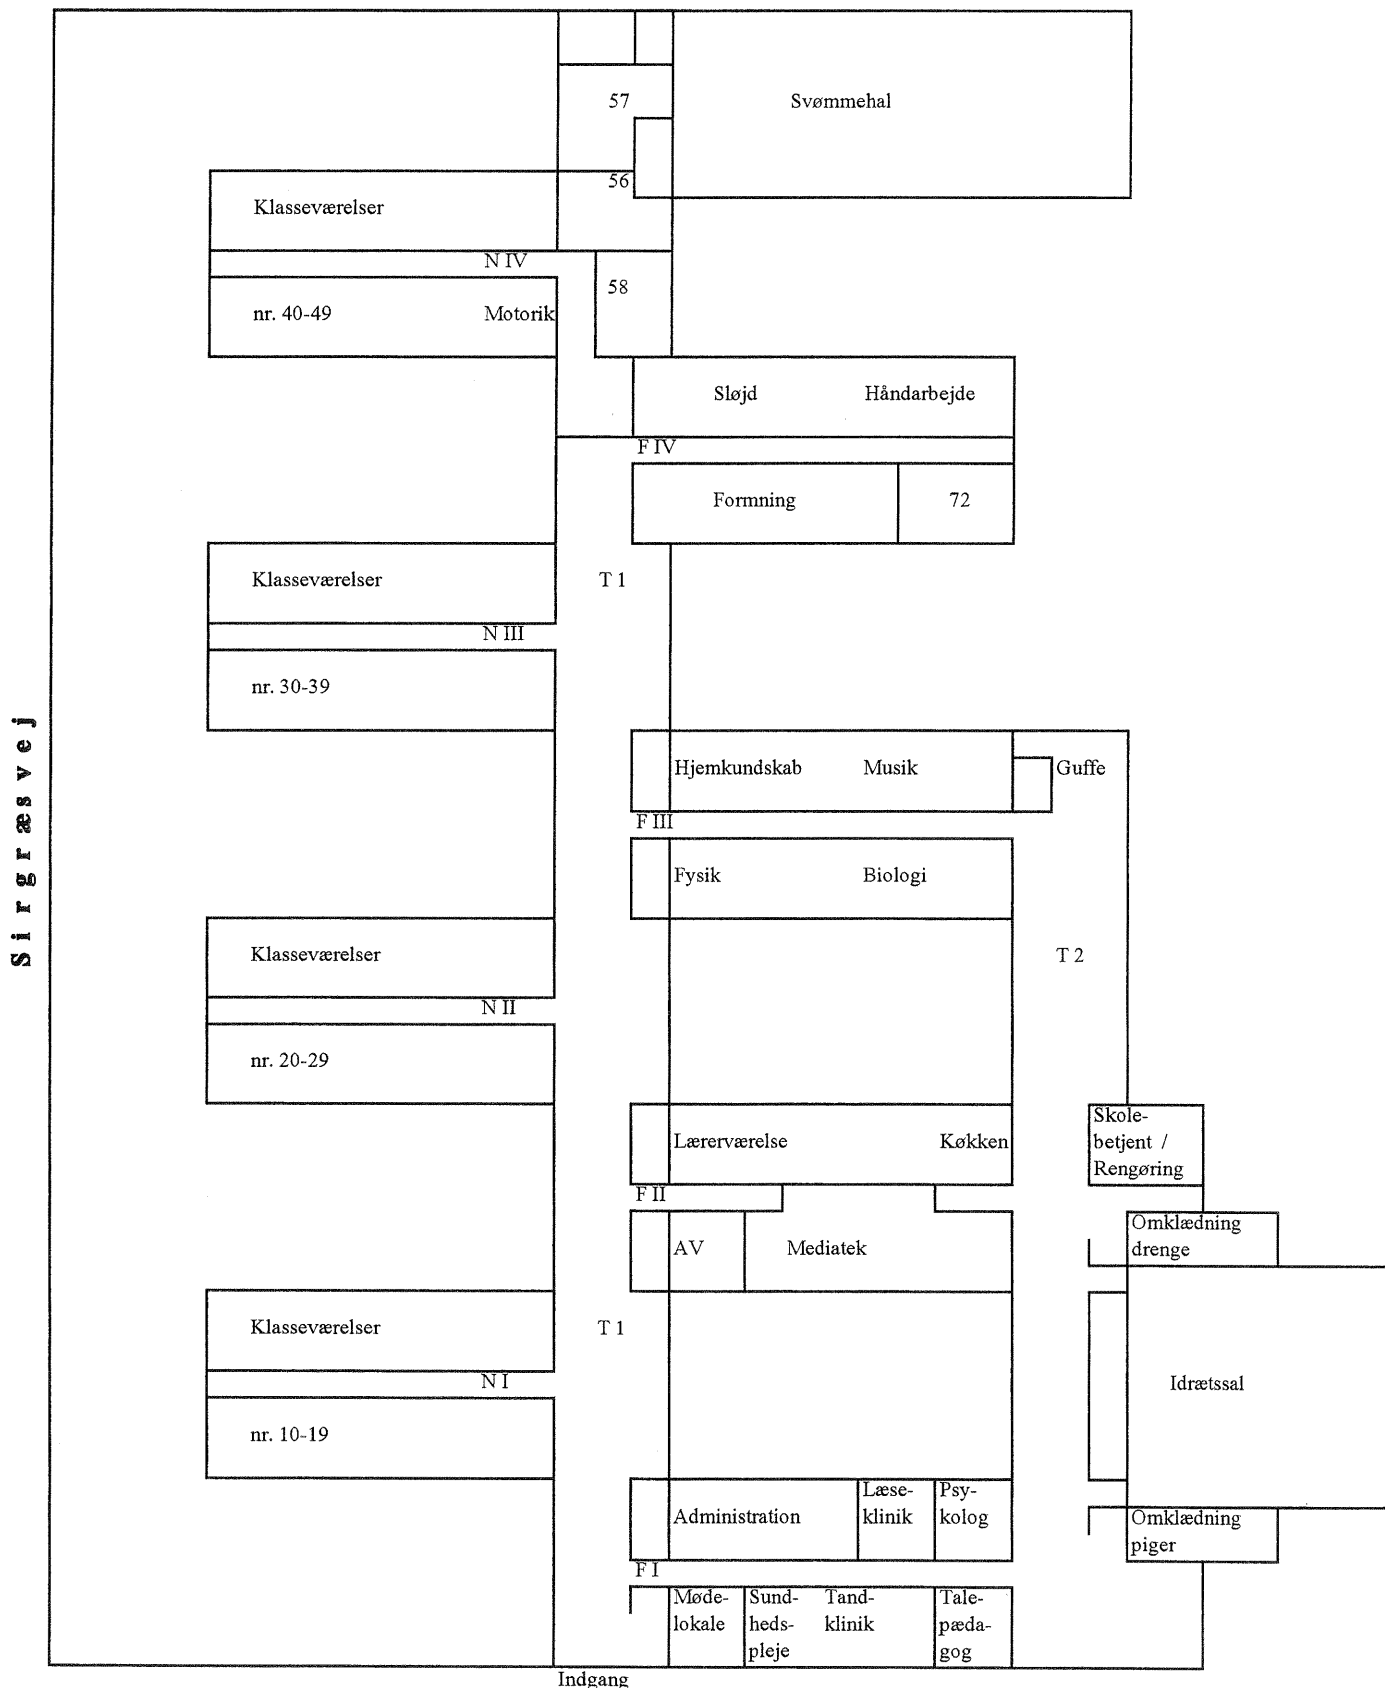 57 Svømmehal
56
Klasseværelser
N IV
58
nr. 40-49 Motorik
Sløjd Håndarbejde
F IV
Formning 72
Klasseværelser T 1
N III
nr. 30-39
Sirgræsvej
Hjemkundskab Musik Guffe
F III
Fysik Biologi
Klasseværelser T 2
N II
nr. 20-29
Skole-
betjent /
Rengøring
Lærerværelse Køkken
F II
Omklædning
drenge
AV Mediatek
Klasseværelser T 1
N I
Idrætssal
nr. 10-19
Administration
Læse-
klinik
Psy-
kolog
Omklædning
piger
F I
Møde-
lokale
Sund-
heds-
pleje
Tand-
klinik
Tale-
pæda-
gog
Indgang